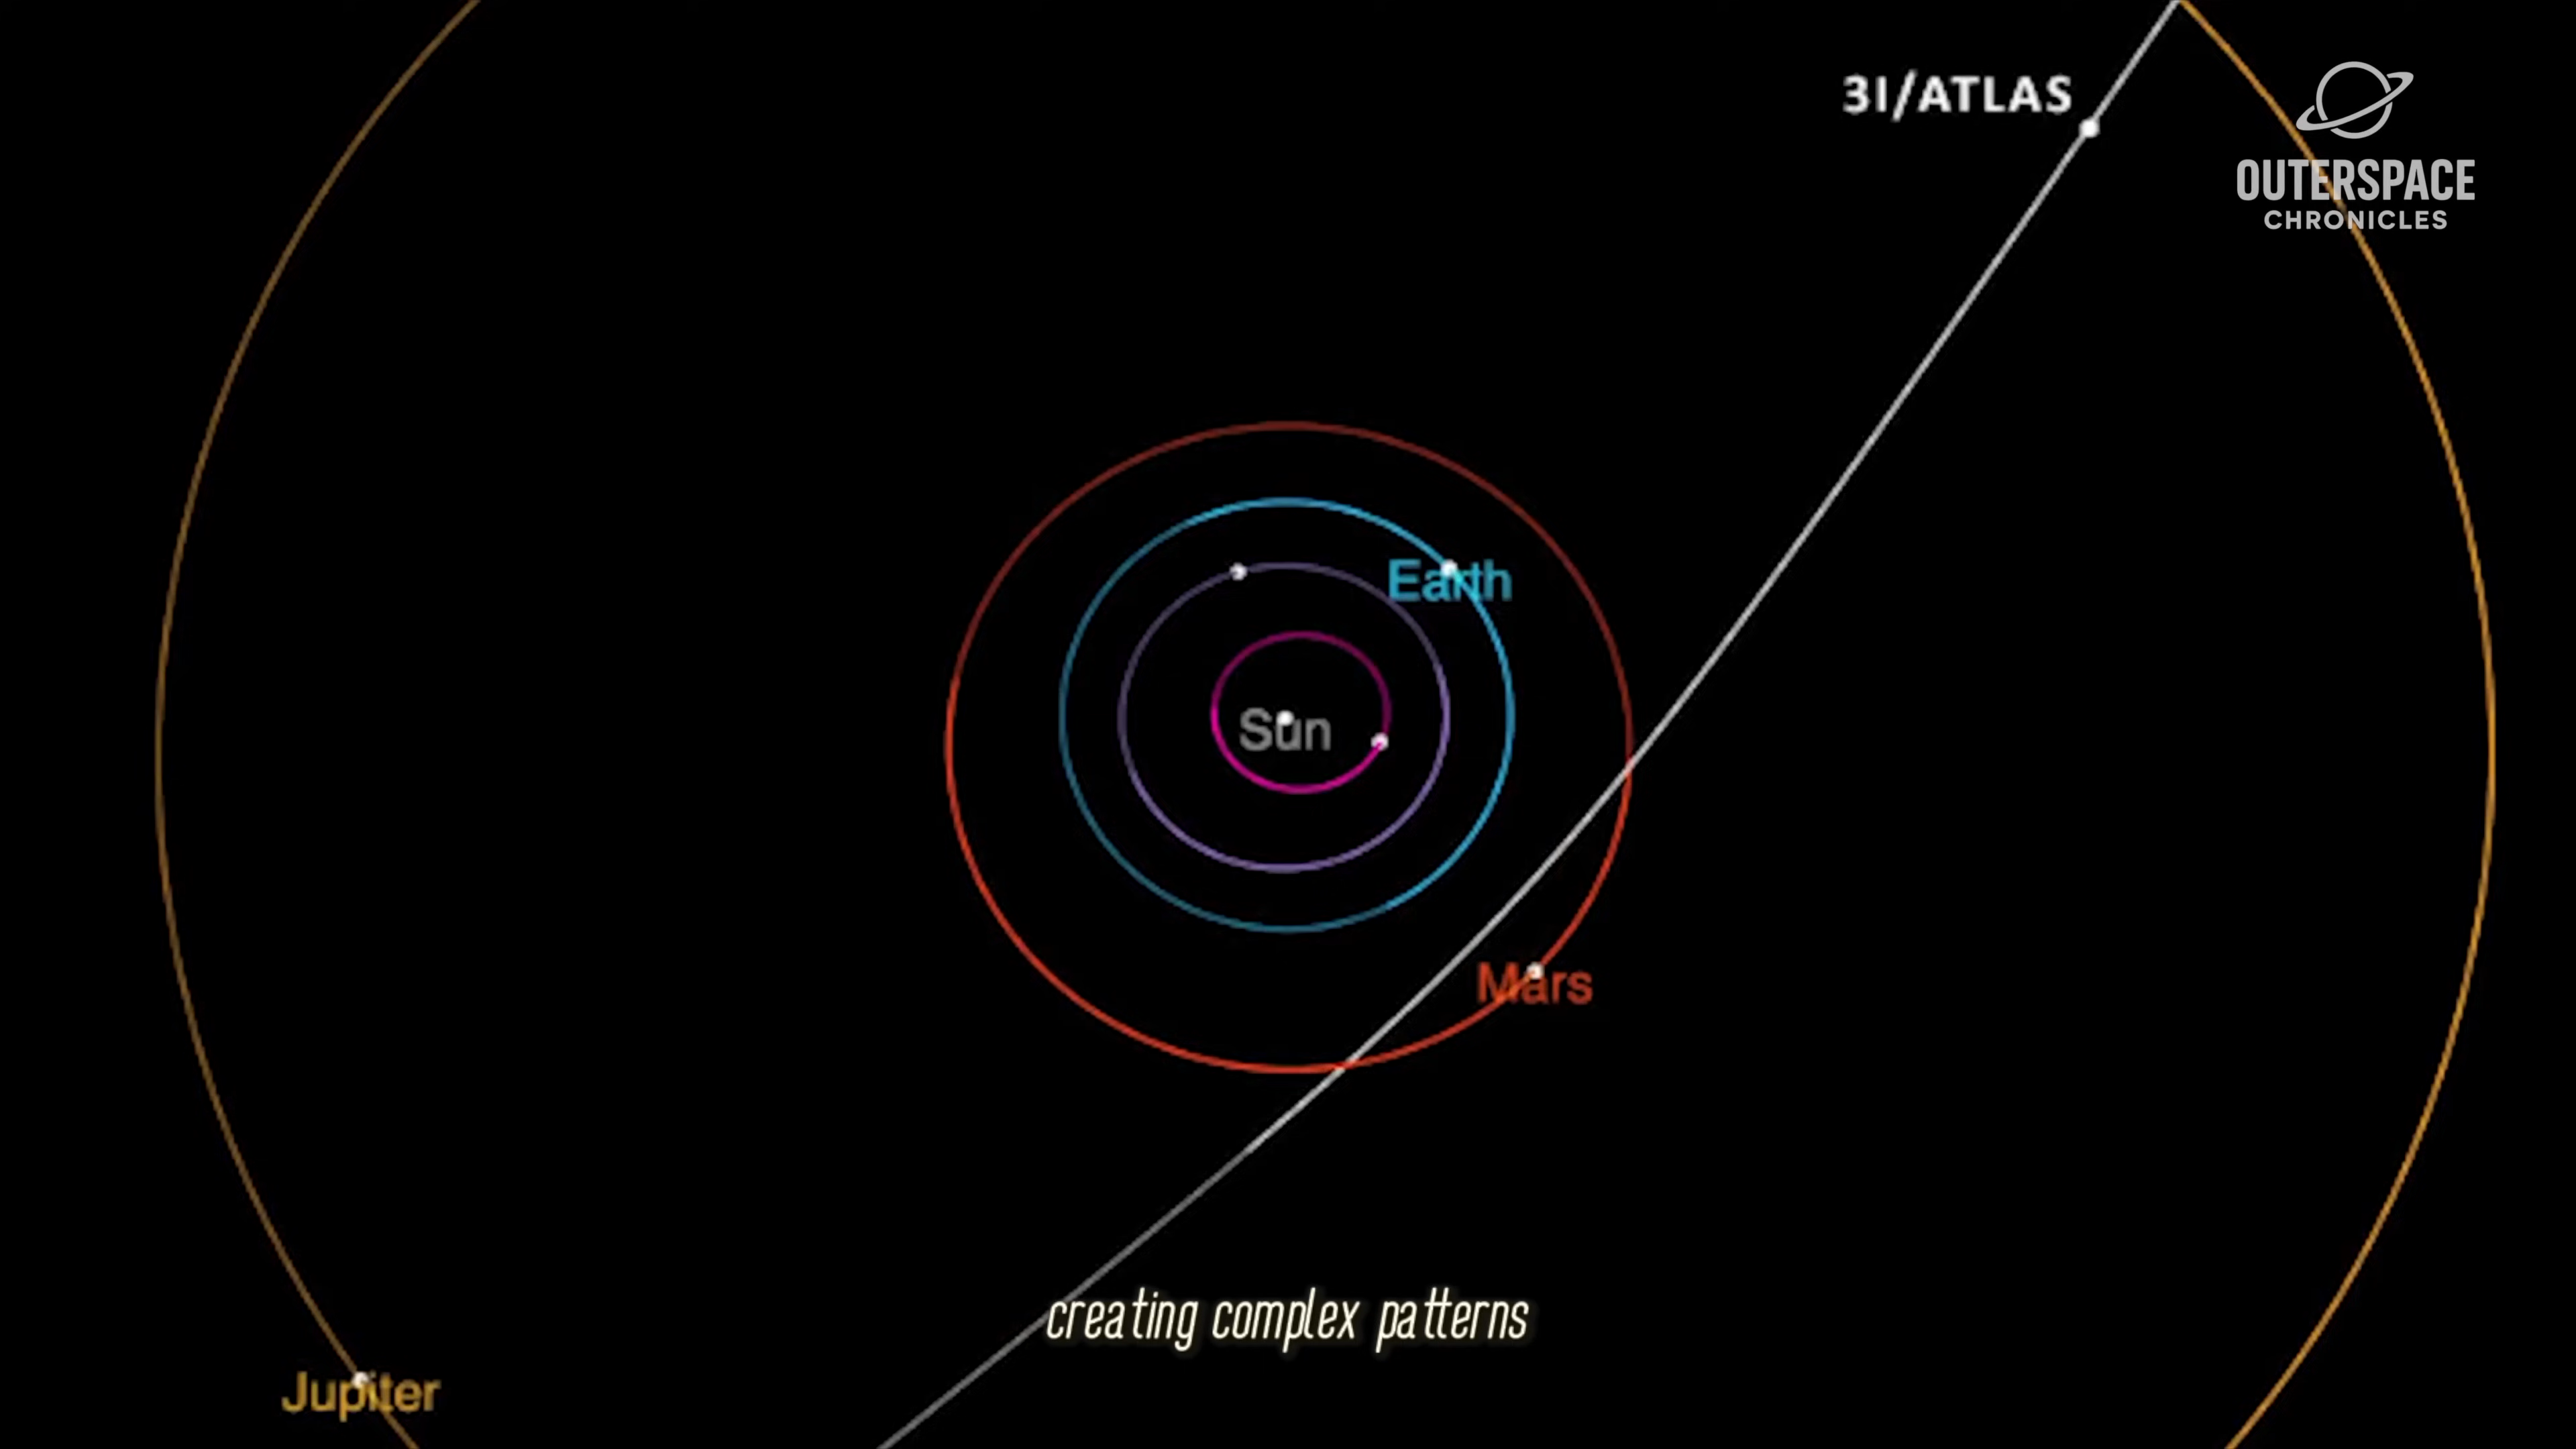 3I/ATLAS
OUTERSPACE
CHRONICLES
Earth
Sun
Mars
creating complex patterns
Jupiter